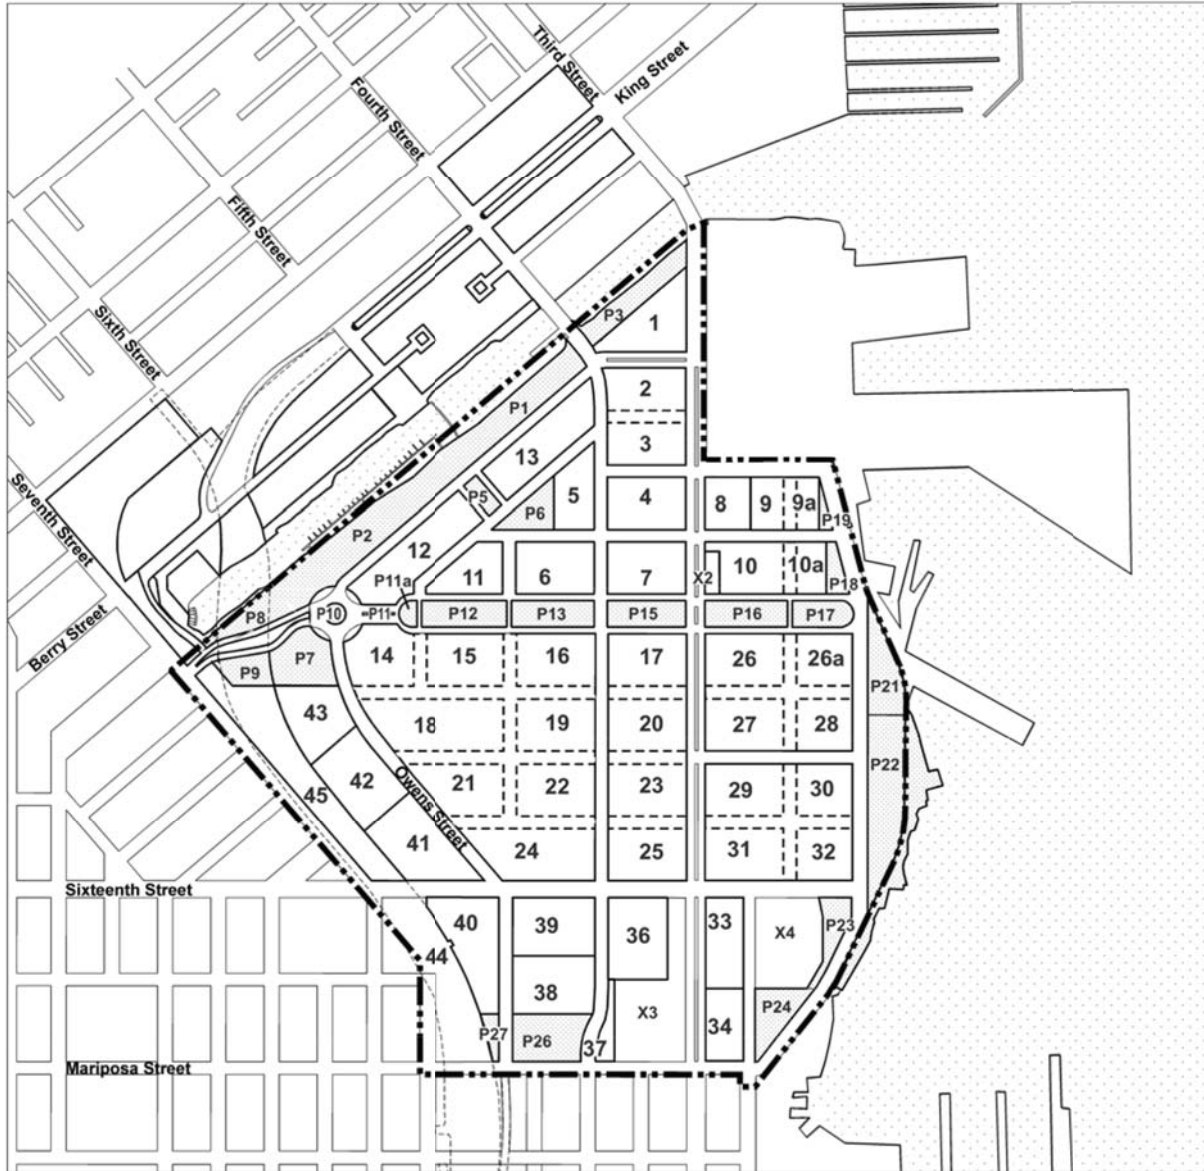 Third Street
King Street
Fourth Street
Fifth Street
Sixth Street
Seventh Street
Berry Street
P3
1
2
P1
3
13
P5
5
4
8
9
9a
P6
P19
P2
12
P11a
11
6
7
X2
10
10a
P18
P8
P10
P11
P12
P13
P15
P16
P17
P7
P9
14
15
16
17
26
26a
P21
43
18
19
20
27
28
P22
42
45
Owens Street
21
22
23
29
30
41
24
25
31
32
Sixteenth Street
40
39
36
33
X4
P23
44
38
X3
34
P24
P27
P26
37
Mariposa Street